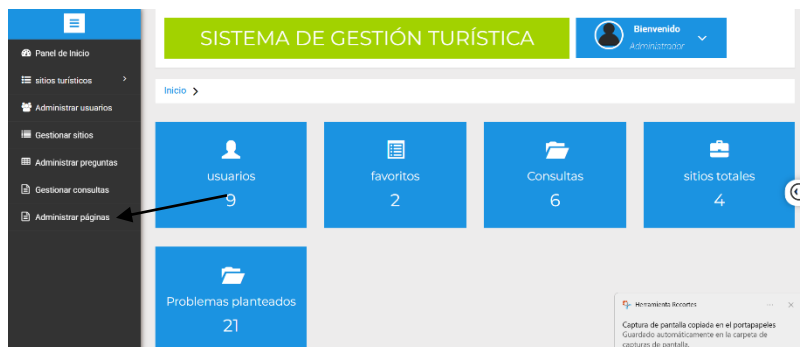 SISTEMA DE GESTIÓN TURÍSTICA
Bienvenido
Administrador
Panel de Inicio
sitios turísticos
Administrar usuarios
Gestionar sitios
Administrar preguntas
Gestionar consultas
Administrar páginas
Inicio
usuarios
9
favoritos
2
Consultas
6
sitios totales
4
Problemas planteados
21
Herramienta Recortes
Captura de pantalla copiada en el portapapeles
Guardado automáticamente en la carpeta de
capturas de pantalla.